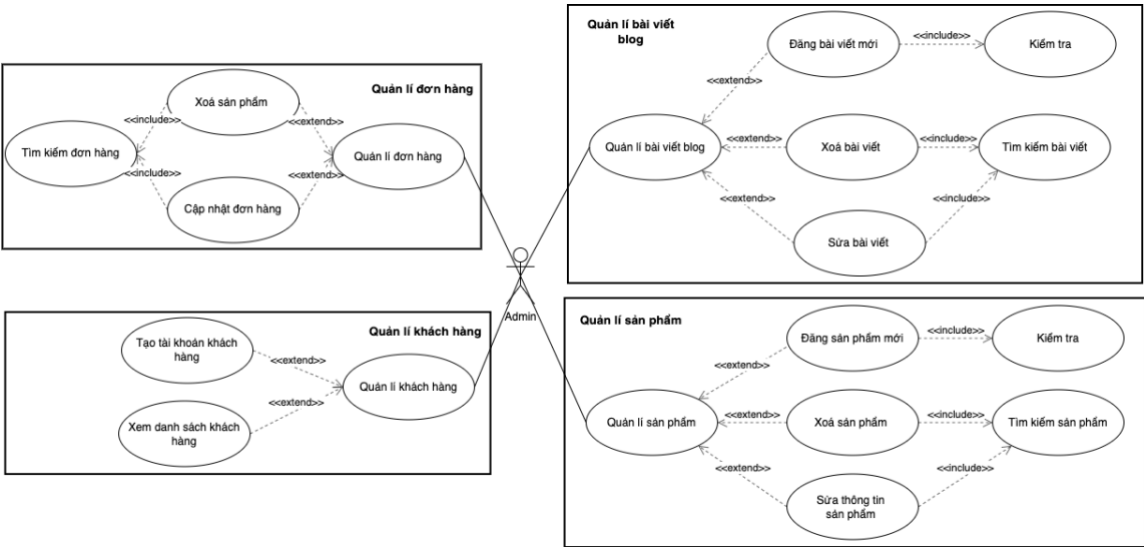 Quản lí đơn hàng
Xoá sản phẩm
<<include>>
<<extend>>
Tìm kiếm đơn hàng
Quản lí đơn hàng
<<include>>
<<extend>>
Cập nhật đơn hàng
Quản lí bài viết
blog
Đăng bài viết mới
<<include>>
Kiểm tra
<<extend>>
Quản lí bài viết blog
<<extend>>
Xoá bài viết
<<include>>
Tìm kiếm bài viết
<<extend>>
<<include>>
Sửa bài viết
Admin
Quản lí khách hàng
Tạo tài khoản khách
hàng
<<extend>>
Quản lí khách hàng
<<extend>>
Xem danh sách khách
hàng
Quản lí sản phẩm
Đăng sản phẩm mới
<<include>>
Kiểm tra
<<extend>>
Quản lí sản phẩm
<<extend>>
Xoá sản phẩm
<<include>>
Tìm kiếm sản phẩm
<<extend>>
<<include>>
Sửa thông tin
sản phẩm